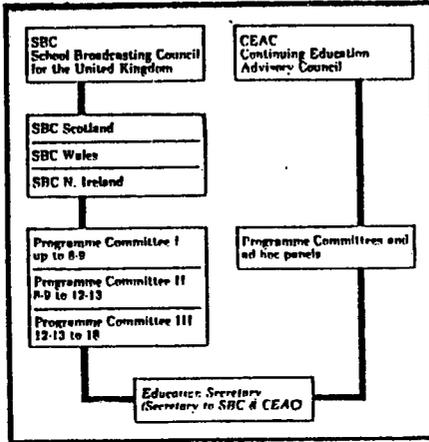 SBC
School Broadcasting Council
for the United Kingdom
CEAC
Continuing Education
Advisory Council
SBC Scotland
SBC Wales
SBC N. Ireland
Programme Committee I
up to 8-9
Programme Committee II
8-9 to 12-13
Programme Committee III
12-13 to 18
Programme Committees and
ad hoc panels
Education Secretary
(Secretary to SBC & CEAC)